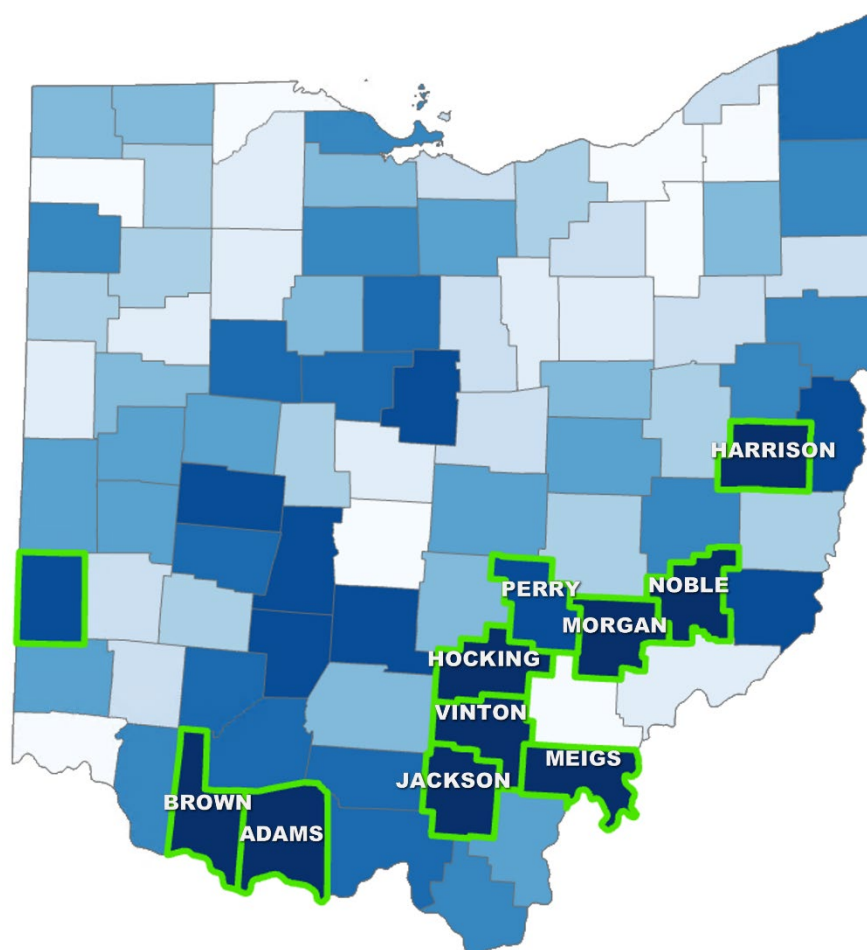 HARRISON
NOBLE
PERRY
MORGAN
HOCKING
VINTON
MEIGS
JACKSON
BROWN
ADAMS